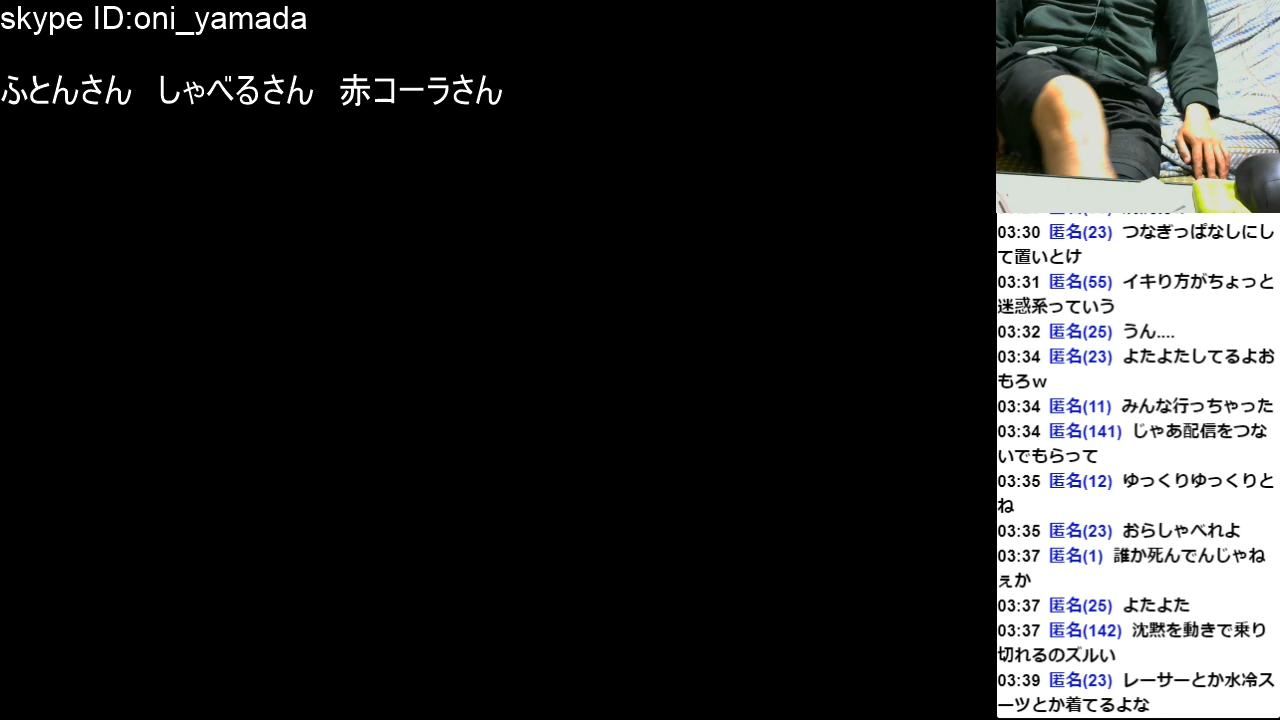 skype ID:oni_yamada
ふとんさん　しゃべるさん　赤コーラさん
03:30 匿名(23) つなぎっぱなしにし
て置いとけ
03:31 匿名(55) イキり方がちょっと
迷惑系っていう
03:32 匿名(25) うん....
03:34 匿名(23) よたよたしてるよお
もろｗ
03:34 匿名(11) みんな行っちゃった
03:34 匿名(141) じゃあ配信をつな
いでもらって
03:35 匿名(12) ゆっくりゆっくりと
ね
03:35 匿名(23) おらしゃべれよ
03:37 匿名(1) 誰か死んでんじゃね
ぇか
03:37 匿名(25) よたよた
03:37 匿名(142) 沈黙を動きで乗り
切れるのズルい
03:39 匿名(23) レーサーとか水冷ス
ーツとか着てるよな